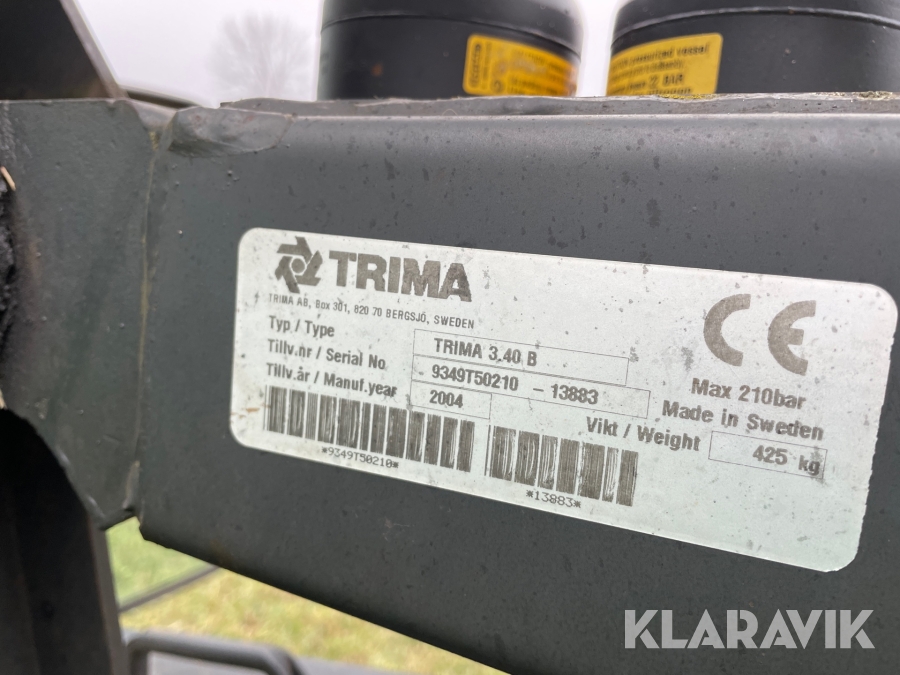 TRIMA
TRIMA AB, Box 301, 820 70 BERGSJÖ, SWEDEN
Typ / Type TRIMA 3.40 B
Tillv.nr / Serial No 9349T50210 - 13883
Tillv.år / Manuf.year 2004
*9349T50210*
*13883*
CE
Max 210bar
Made in Sweden
Vikt / Weight 425 kg
KLARAVIK